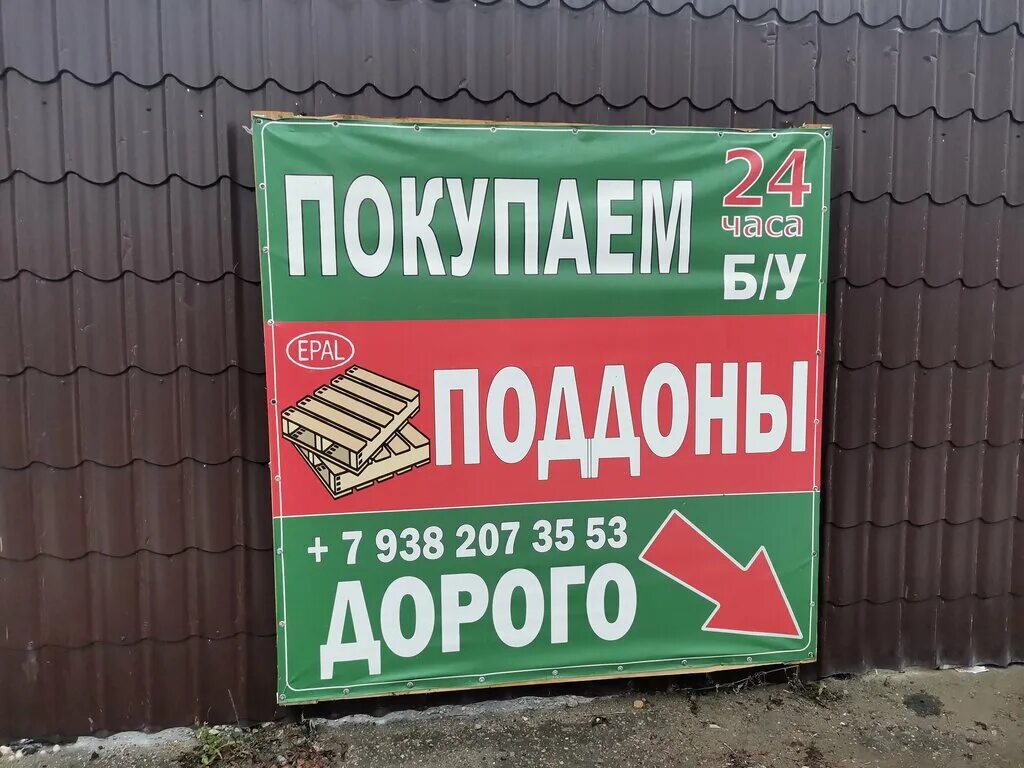 ПОКУПАЕМ
24
часа
Б/У
EPAL
ПОДДОНЫ
+ 7 938 207 35 53
ДОРОГО